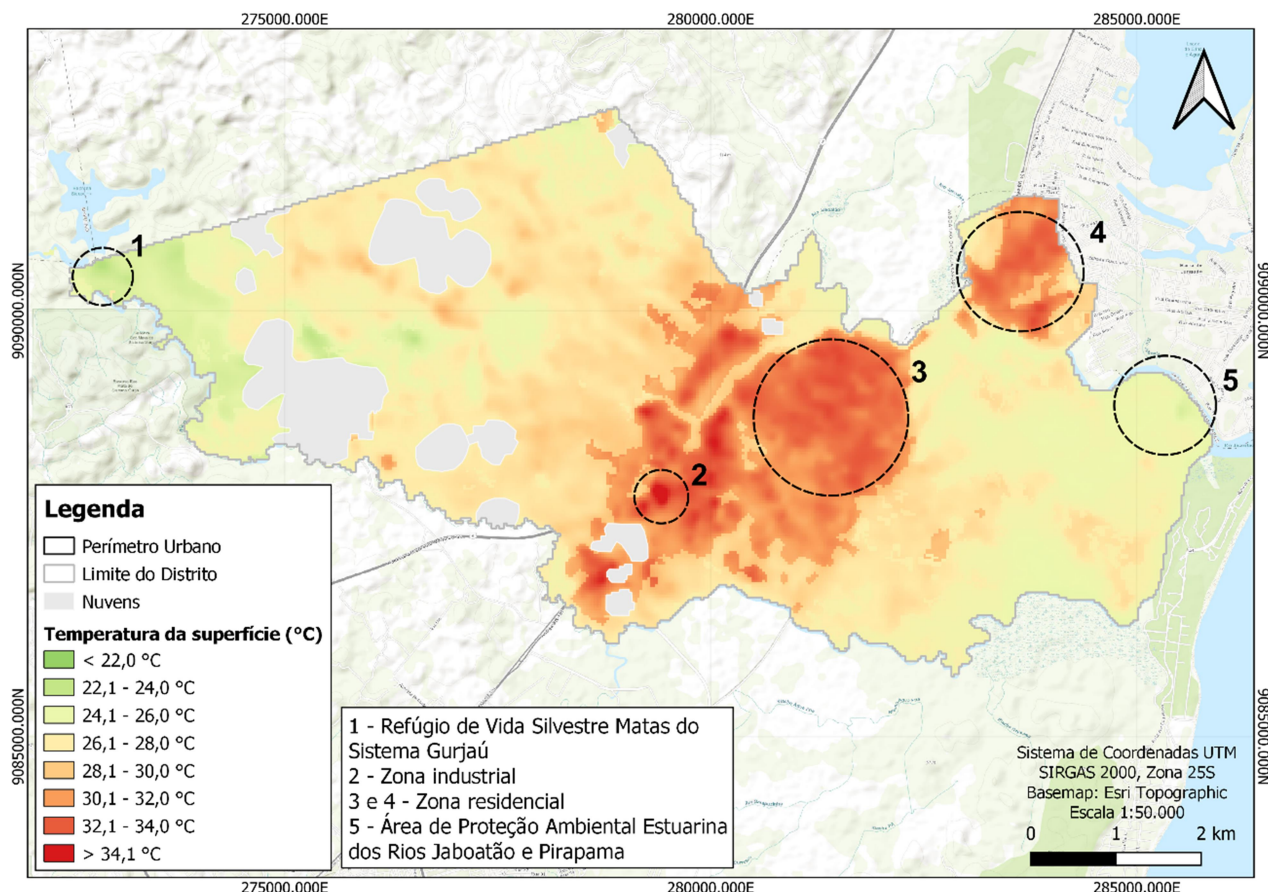 275000.000E
280000.000E
285000.000E
9090000.000N
9090000.000N
1
2
3
4
5
Legenda
Perímetro Urbano
Limite do Distrito
Nuvens
Temperatura da superfície (°C)
< 22,0 °C
22,1 - 24,0 °C
24,1 - 26,0 °C
26,1 - 28,0 °C
28,1 - 30,0 °C
30,1 - 32,0 °C
32,1 - 34,0 °C
> 34,1 °C
1 - Refúgio de Vida Silvestre Matas do
Sistema Gurjaú
2 - Zona industrial
3 e 4 - Zona residencial
5 - Área de Proteção Ambiental Estuarina
dos Rios Jaboatão e Pirapama
Sistema de Coordenadas UTM
SIRGAS 2000, Zona 25S
Basemap: Esri Topographic
Escala 1:50.000
0 1 2 km
9085000.000N
9085000.000N
275000.000E
280000.000E
285000.000E